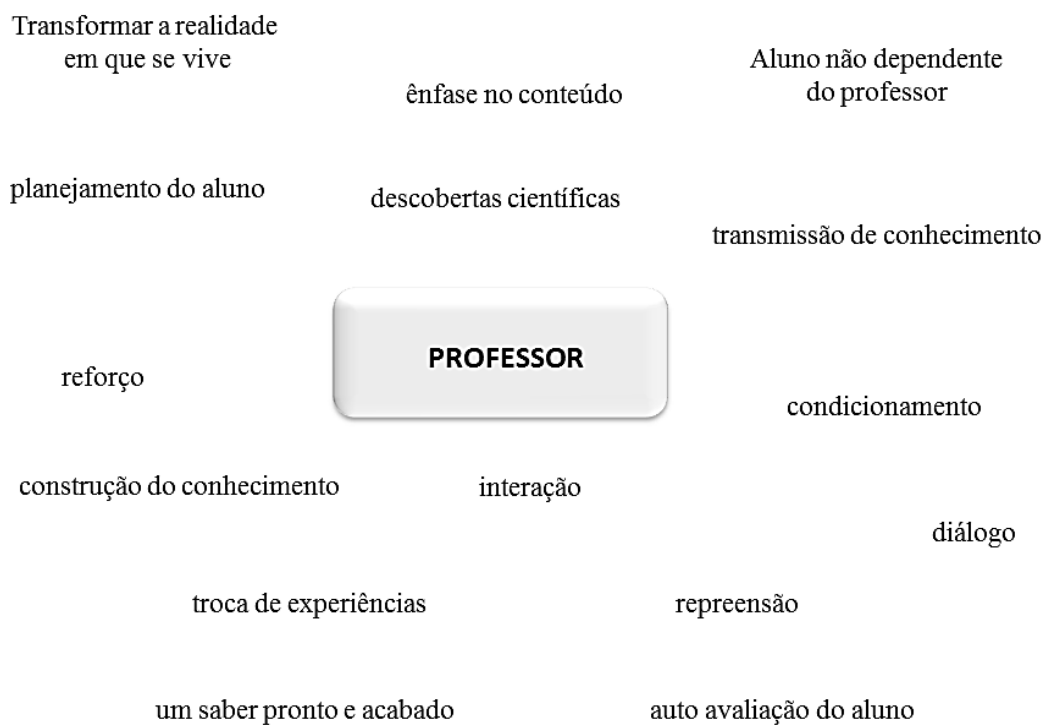 Transformar a realidade
em que se vive
Aluno não dependente
do professor
ênfase no conteúdo
planejamento do aluno
descobertas científicas
transmissão de conhecimento
PROFESSOR
reforço
condicionamento
construção do conhecimento
interação
diálogo
troca de experiências
repreensão
um saber pronto e acabado
auto avaliação do aluno